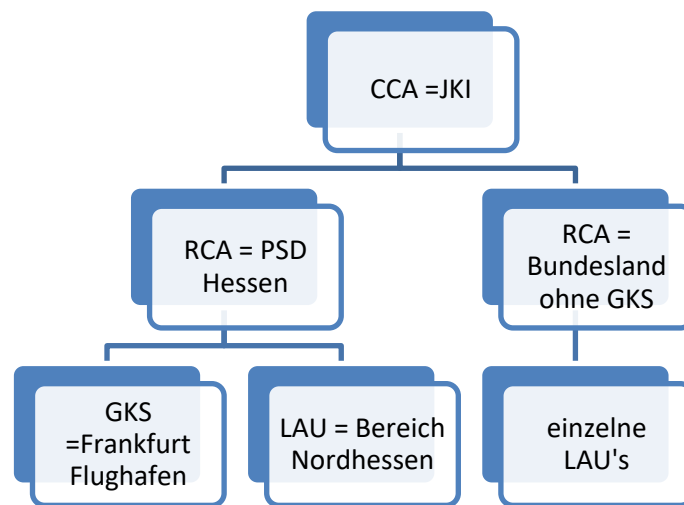 CCA =JKI
RCA = PSD
Hessen
RCA =
Bundesland
ohne GKS
GKS
=Frankfurt
Flughafen
LAU = Bereich
Nordhessen
einzelne
LAU's